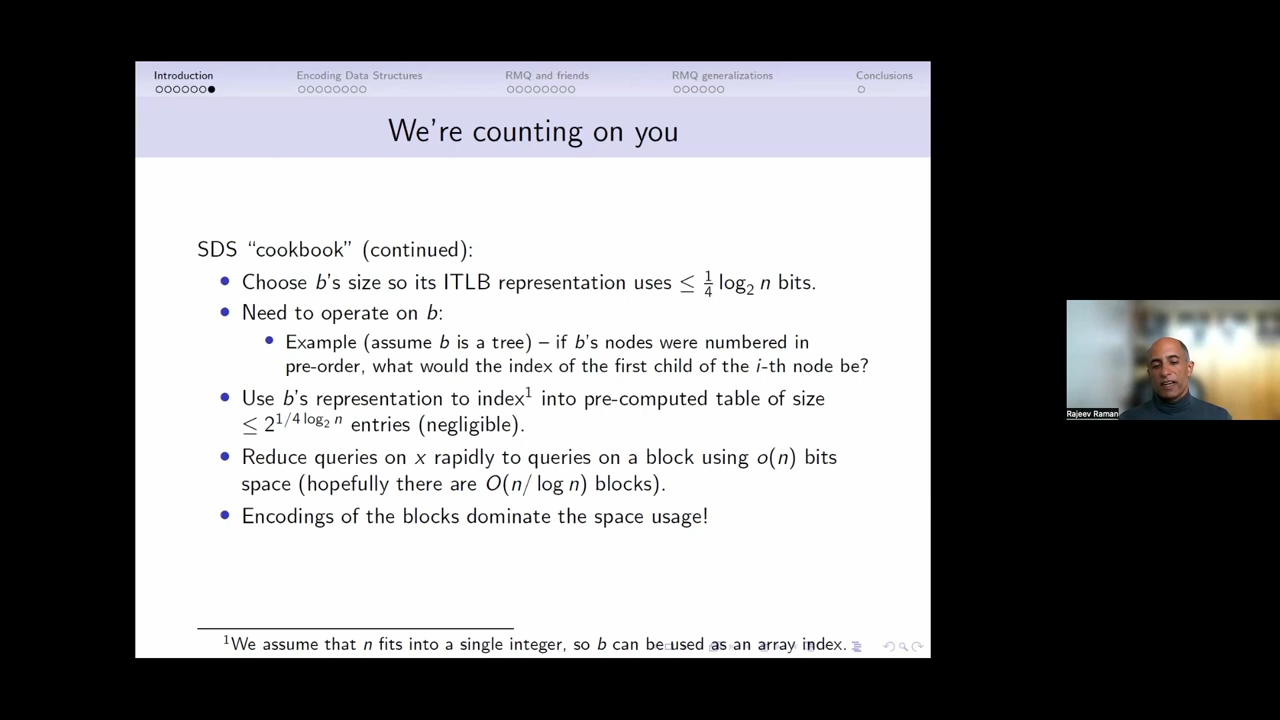 Introduction Encoding Data Structures RMQ and friends RMQ generalizations Conclusions
We're counting on you
SDS “cookbook” (continued):
Choose b's size so its ITLB representation uses ≤ 1/4 log₂ n bits.
Need to operate on b:
Example (assume b is a tree) – if b's nodes were numbered in
pre-order, what would the index of the first child of the i-th node be?
Use b's representation to index¹ into pre-computed table of size
≤ 2^{1/4 log₂ n} entries (negligible).
Reduce queries on x rapidly to queries on a block using o(n) bits
space (hopefully there are O(n/ log n) blocks).
Encodings of the blocks dominate the space usage!
¹We assume that n fits into a single integer, so b can be used as an array index.
Rajeev Raman